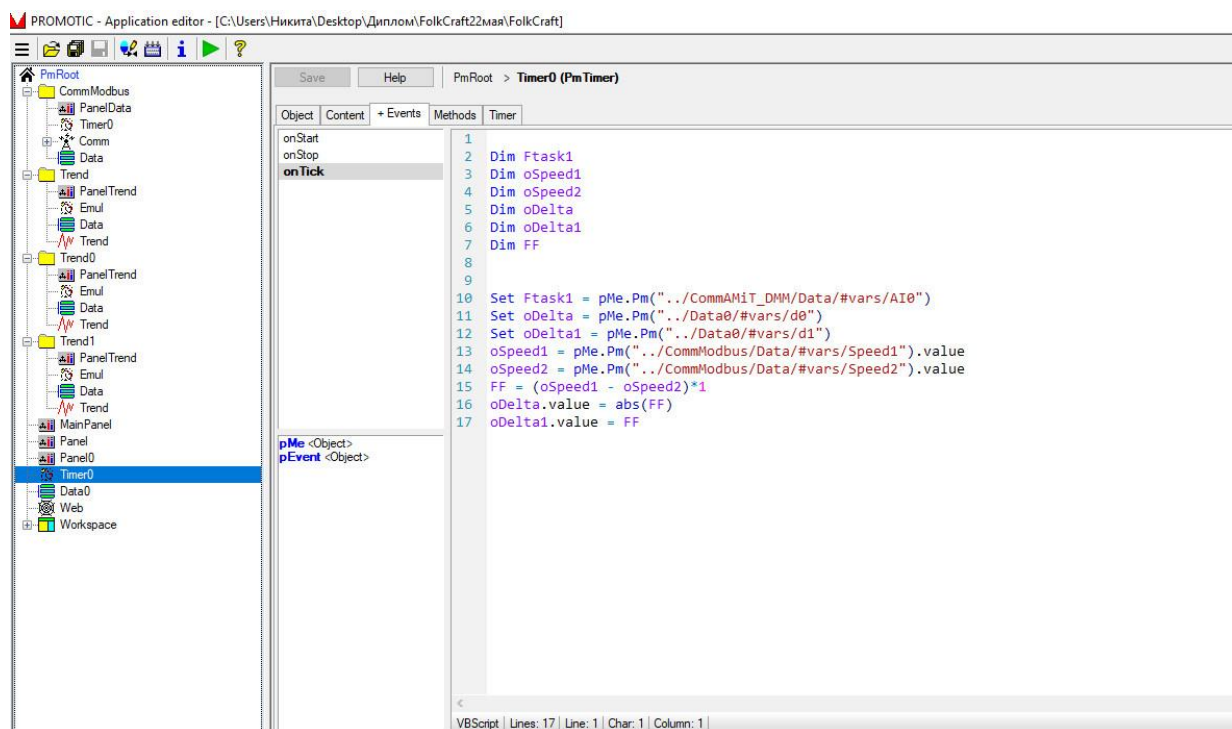 PROMOTIC - Application editor - [C:\Users\Никита\Desktop\Диплом\FolkCraft22мая\FolkCraft]
PmRoot
CommModbus
PanelData
Timer0
Comm
Data
Trend
PanelTrend
Emul
Data
Trend
Trend0
PanelTrend
Emul
Data
Trend
Trend1
PanelTrend
Emul
Data
Trend
MainPanel
Panel
Panel0
Timer0
Data0
Web
Workspace
Save Help PmRoot > Timer0 (PmTimer)
Object Content + Events Methods Timer
onStart
onStop
onTick
pMe <Object>
pEvent <Object>
1
2 Dim Ftask1
3 Dim oSpeed1
4 Dim oSpeed2
5 Dim oDelta
6 Dim oDelta1
7 Dim FF
8
9
10 Set Ftask1 = pMe.Pm("../CommAMiT_DMM/Data/#vars/AI0")
11 Set oDelta = pMe.Pm("../Data0/#vars/d0")
12 Set oDelta1 = pMe.Pm("../Data0/#vars/d1")
13 oSpeed1 = pMe.Pm("../CommModbus/Data/#vars/Speed1").value
14 oSpeed2 = pMe.Pm("../CommModbus/Data/#vars/Speed2").value
15 FF = (oSpeed1 - oSpeed2)*1
16 oDelta.value = abs(FF)
17 oDelta1.value = FF
VBScript | Lines: 17 | Line: 1 | Char: 1 | Column: 1 |